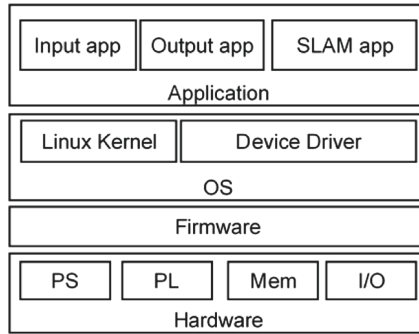 Input app Output app SLAM app
Application
Linux Kernel Device Driver
OS
Firmware
PS PL Mem I/O
Hardware